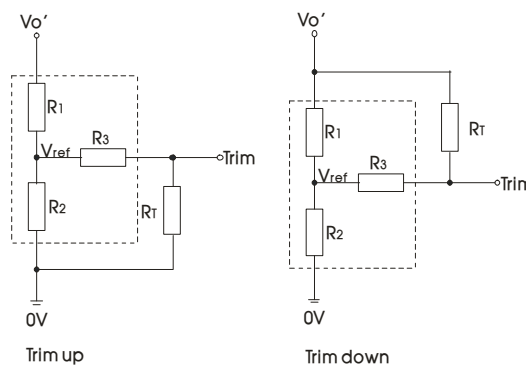 Vo’
R1
R3
Vref
Trim
R2
RT
0V
Trim up
Vo’
R1
RT
R3
Vref
Trim
R2
0V
Trim down